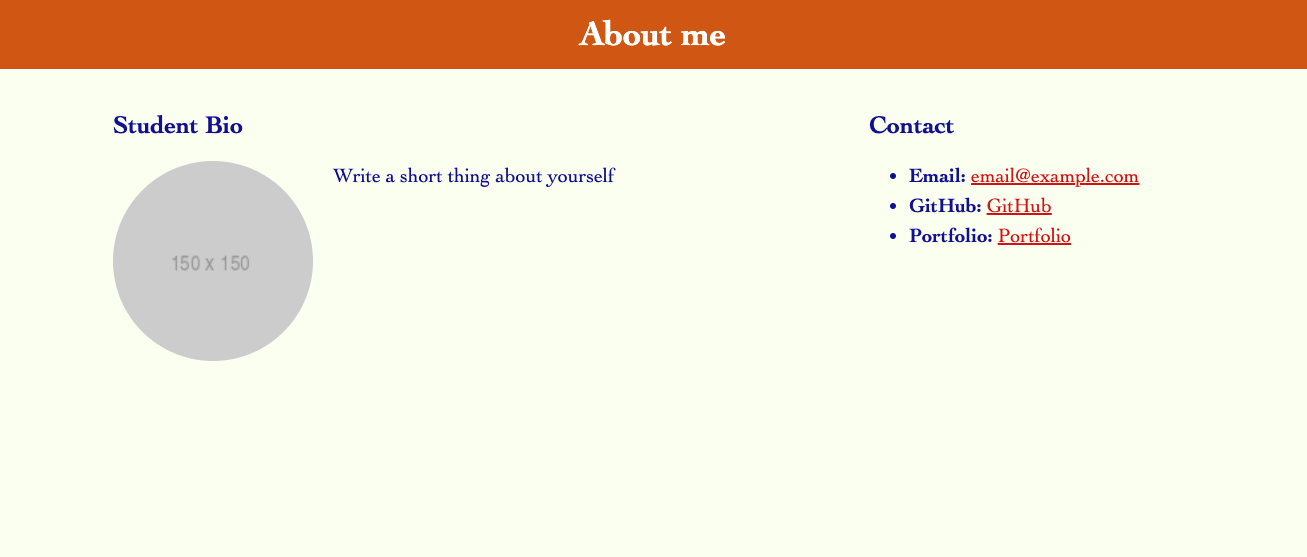 About me
Student Bio
150 x 150
Write a short thing about yourself
Contact
Email: email@example.com
GitHub: GitHub
Portfolio: Portfolio